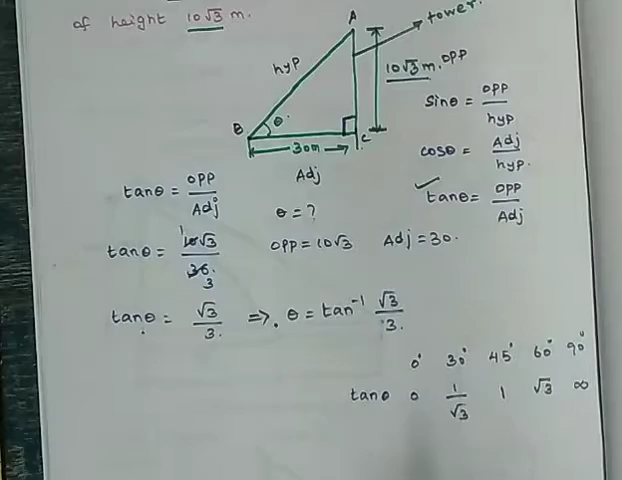 of height 10√3 m.
A
tower.
hyp
10√3 m. opp
sinθ = opp/hyp
B θ
C
30m
cosθ = Adj/hyp.
Adj
tanθ = opp/Adj
θ = ?
✓ tanθ = opp/Adj
tanθ = 10√3/30. 1 3
opp = 10√3 Adj = 30.
tanθ = √3/3. ⇒ θ = tan⁻¹ √3/3.
0° 30° 45° 60° 90°
tanθ 0 1/√3 1 √3 ∞